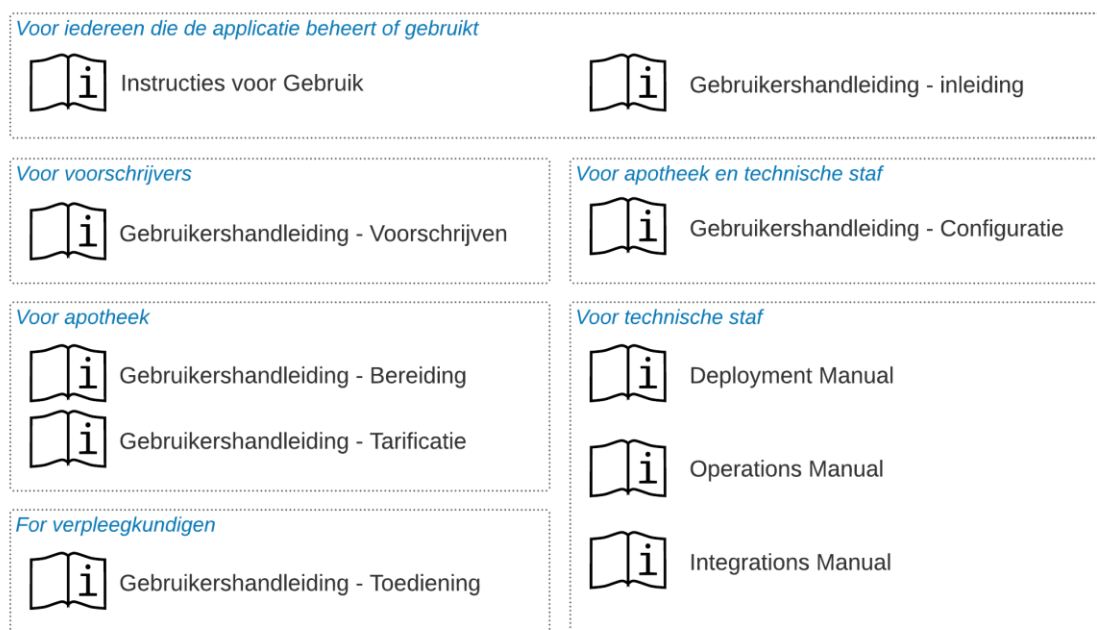 Voor iedereen die de applicatie beheert of gebruikt
i Instructies voor Gebruik
i Gebruikershandleiding - inleiding
Voor voorschrijvers
i Gebruikershandleiding - Voorschrijven
Voor apotheek en technische staf
i Gebruikershandleiding - Configuratie
Voor apotheek
i Gebruikershandleiding - Bereiding
i Gebruikershandleiding - Tarificatie
For verpleegkundigen
i Gebruikershandleiding - Toediening
Voor technische staf
i Deployment Manual
i Operations Manual
i Integrations Manual